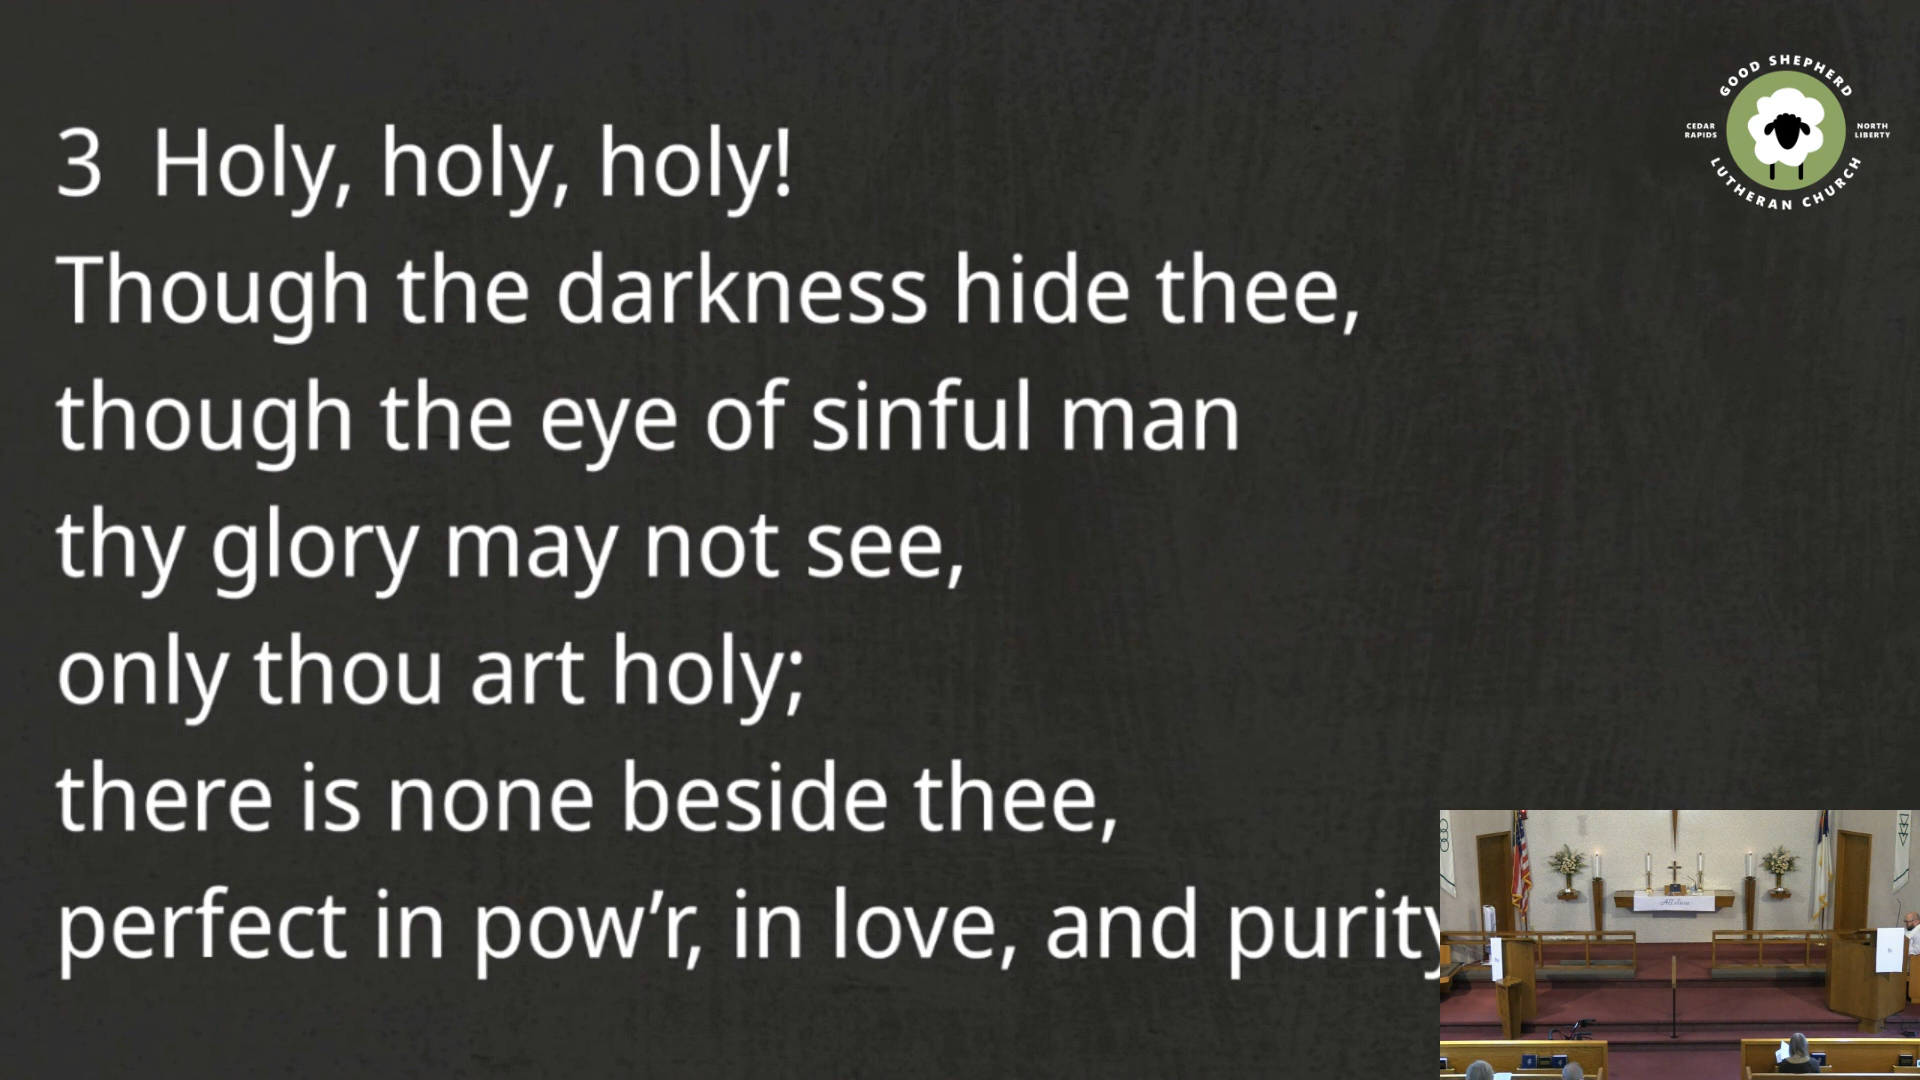 3 Holy, holy, holy!
Though the darkness hide thee,
though the eye of sinful man
thy glory may not see,
only thou art holy;
there is none beside thee,
perfect in pow’r, in love, and purity
GOOD SHEPHERD
CEDAR
RAPIDS
NORTH
LIBERTY
LUTHERAN CHURCH
Alleluia